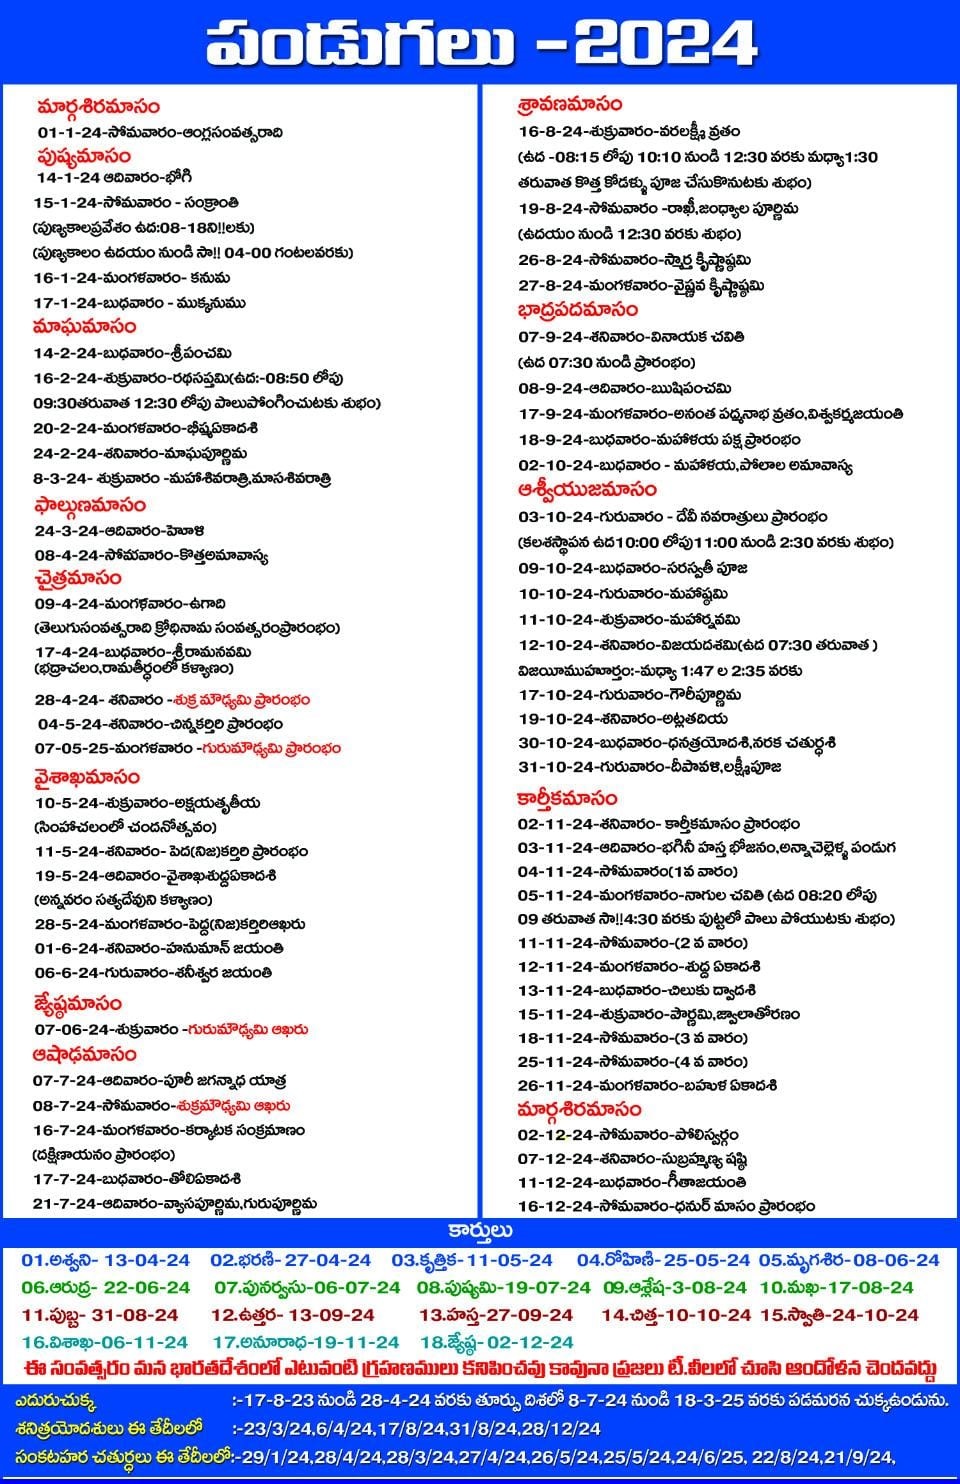 పండుగలు -2024
మార్గశిరమాసం
01-1-24-సోమవారం-ఆంగ్లసంవత్సరాది
పుష్యమాసం
14-1-24 ఆదివారం-భోగి
15-1-24-సోమవారం - సంక్రాంతి
(పుణ్యకాలప్రవేశం ఉద:08-18ని!!లకు)
(పుణ్యకాలం ఉదయం నుండి సా!! 04-00 గంటలవరకు)
16-1-24-మంగళవారం- కనుమ
17-1-24-బుధవారం - ముక్కనుము
మాఘమాసం
14-2-24-బుధవారం-శ్రీపంచమి
16-2-24-శుక్రువారం-రథసప్తమి(ఉద:-08:50 లోపు
09:30తరువాత 12:30 లోపు పాలుపోంగించుటకు శుభం)
20-2-24-మంగళవారం-భీష్మఏకాదశి
24-2-24-శనివారం-మాఘపూర్ణిమ
8-3-24- శుక్రువారం -మహాశివరాత్రి,మాసశివరాత్రి
ఫాల్గుణమాసం
24-3-24-ఆదివారం-హెూళి
08-4-24-సోమవారం-కొత్తఅమావాస్య
చైత్రమాసం
09-4-24-మంగళవారం-ఉగాది
(తెలుగుసంవత్సరాది క్రోధినామ సంవత్సరంప్రారంభం)
17-4-24-బుధవారం-శ్రీరామనవమి
(భద్రాచలం,రామతీర్ధంలో కళ్యాణం)
28-4-24- శనివారం -శుక్ర మౌఢ్యమి ప్రారంభం
04-5-24-శనివారం-చిన్నకర్తిరి ప్రారంభం
07-05-25-మంగళవారం -గురుమౌఢ్యమి ప్రారంభం
వైశాఖమాసం
10-5-24-శుక్రువారం-అక్షయతృతీయ
(సింహాచలంలో చందనోత్సవం)
11-5-24-శనివారం- పెద(నిజ)కర్తిరి ప్రారంభం
19-5-24-ఆదివారం-వైశాఖశుద్దఏకాదశి
(అన్నవరం సత్యదేవుని కళ్యాణం)
28-5-24-మంగళవారం-పెద్ద(నిజ)కర్తిరిఆఖరు
01-6-24-శనివారం-హనుమాన్ జయంతి
06-6-24-గురువారం-శనీశ్వర జయంతి
జ్యేష్ఠమాసం
07-06-24-శుక్రువారం -గురుమౌఢ్యమి ఆఖరు
ఆషాఢమాసం
07-7-24-ఆదివారం-పూరీ జగన్నాధ యాత్ర
08-7-24-సోమవారం-శుక్రమౌఢ్యమి ఆఖరు
16-7-24-మంగళవారం-కర్కాటక సంక్రమాణం
(దక్షిణాయనం ప్రారంభం)
17-7-24-బుధవారం-తోలిఏకాదశి
21-7-24-ఆదివారం-వ్యాసపూర్ణిమ,గురుపూర్ణిమ
శ్రావణమాసం
16-8-24-శుక్రువారం-వరలక్ష్మీ వ్రతం
(ఉద -08:15 లోపు 10:10 నుండి 12:30 వరకు మధ్యా1:30
తరువాత కొత్త కోడళ్ళు పూజ చేసుకొనుటకు శుభం)
19-8-24-సోమవారం -రాఖీ,జంధ్యాల పూర్ణిమ
(ఉదయం నుండి 12:30 వరకు శుభం)
26-8-24-సోమవారం-స్మార్త కృిష్ణాష్ఠమి
27-8-24-మంగళవారం-వైష్ణవ కృిష్ణాష్ఠమి
భాద్రపదమాసం
07-9-24-శనివారం-వినాయక చవితి
(ఉద 07:30 నుండి ప్రారంభం)
08-9-24-ఆదివారం-ఋషిపంచమి
17-9-24-మంగళవారం-అనంత పద్మనాభ వ్రతం,విశ్వకర్మజయంతి
18-9-24-బుధవారం-మహాళయ పక్ష ప్రారంభం
02-10-24-బుధవారం - మహాళయ,పోలాల అమావాస్య
ఆశ్వీయుజమాసం
03-10-24-గురువారం - దేవీ నవరాత్రులు ప్రారంభం
(కలశస్థాపన ఉద10:00 లోపు11:00 నుండి 2:30 వరకు శుభం)
09-10-24-బుధవారం-సరస్వతీ పూజ
10-10-24-గురువారం-మహాష్ఠమి
11-10-24-శుక్రువారం-మహార్నవమి
12-10-24-శనివారం-విజయదశమి(ఉద 07:30 తరువాత )
విజయీముహూర్తం:-మధ్యా 1:47 ల 2:35 వరకు
17-10-24-గురువారం-గౌరీపూర్ణిమ
19-10-24-శనివారం-అట్లతదియ
30-10-24-బుధవారం-ధనత్రయోదశి,నరక చతుర్ధశి
31-10-24-గురువారం-దీపావళి,లక్ష్మీపూజ
కార్తీకమాసం
02-11-24-శనివారం- కార్తీకమాసం ప్రారంభం
03-11-24-ఆదివారం-భగినీ హస్త భోజనం,అన్నాచెల్లెళ్ళ పండుగ
04-11-24-సోమవారం(1వ వారం)
05-11-24-మంగళవారం-నాగుల చవితి (ఉద 08:20 లోపు
09 తరువాత సా!!4:30 వరకు పుట్టలో పాలు పోయుటకు శుభం)
11-11-24-సోమవారం-(2 వ వారం)
12-11-24-మంగళవారం-శుద్ద ఏకాదశి
13-11-24-బుధవారం-చిలుకు ద్వాదశి
15-11-24-శుక్రువారం-పౌర్ణమి,జ్వాలాతోరణం
18-11-24-సోమవారం-(3 వ వారం)
25-11-24-సోమవారం-(4 వ వారం)
26-11-24-మంగళవారం-బహుళ ఏకాదశి
మార్గశిరమాసం
02-12-24-సోమవారం-పోలిస్వర్గం
07-12-24-శనివారం-సుబ్రహ్మణ్య షష్ఠి
11-12-24-బుధవారం-గీతాజయంతి
16-12-24-సోమవారం-ధనుర్ మాసం ప్రారంభం
కార్తులు
01.అశ్వని- 13-04-24 02.భరణి- 27-04-24 03.కృత్తిక-11-05-24 04.రోహిణి-25-05-24 05.మృగశిర-08-06-24
06.ఆరుద్ర- 22-06-24 07.పునర్వసు-06-07-24 08.పుష్యమి-19-07-24 09.ఆశ్లేష-3-08-24 10.మఖ-17-08-24
11.పుబ్బ- 31-08-24 12.ఉత్తర- 13-09-24 13.హస్త-27-09-24 14.చిత్త-10-10-24 15.స్వాతి-24-10-24
16.విశాఖ-06-11-24 17.అనూరాధ-19-11-24 18.జ్యేష్ఠ- 02-12-24
ఈ సంవత్సరం మన భారతదేశంలో ఎటువంటి గ్రహణములు కనిపించవు కావునా ప్రజలు టీ.వీలలో చూసి ఆందోళన చెందవద్దు
ఎదురుచుక్క :-17-8-23 నుండి 28-4-24 వరకు తూర్పు దిశలో 8-7-24 నుండి 18-3-25 వరకు పడమరన చుక్కఉండును.
శనిత్రయోదశులు ఈ తేదీలలో :-23/3/24,6/4/24,17/8/24,31/8/24,28/12/24
సంకటహర చతుర్ధులు ఈ తేదీలలో:-29/1/24,28/4/24,28/3/24,27/4/24,26/5/24,25/5/24,24/6/25, 22/8/24,21/9/24,